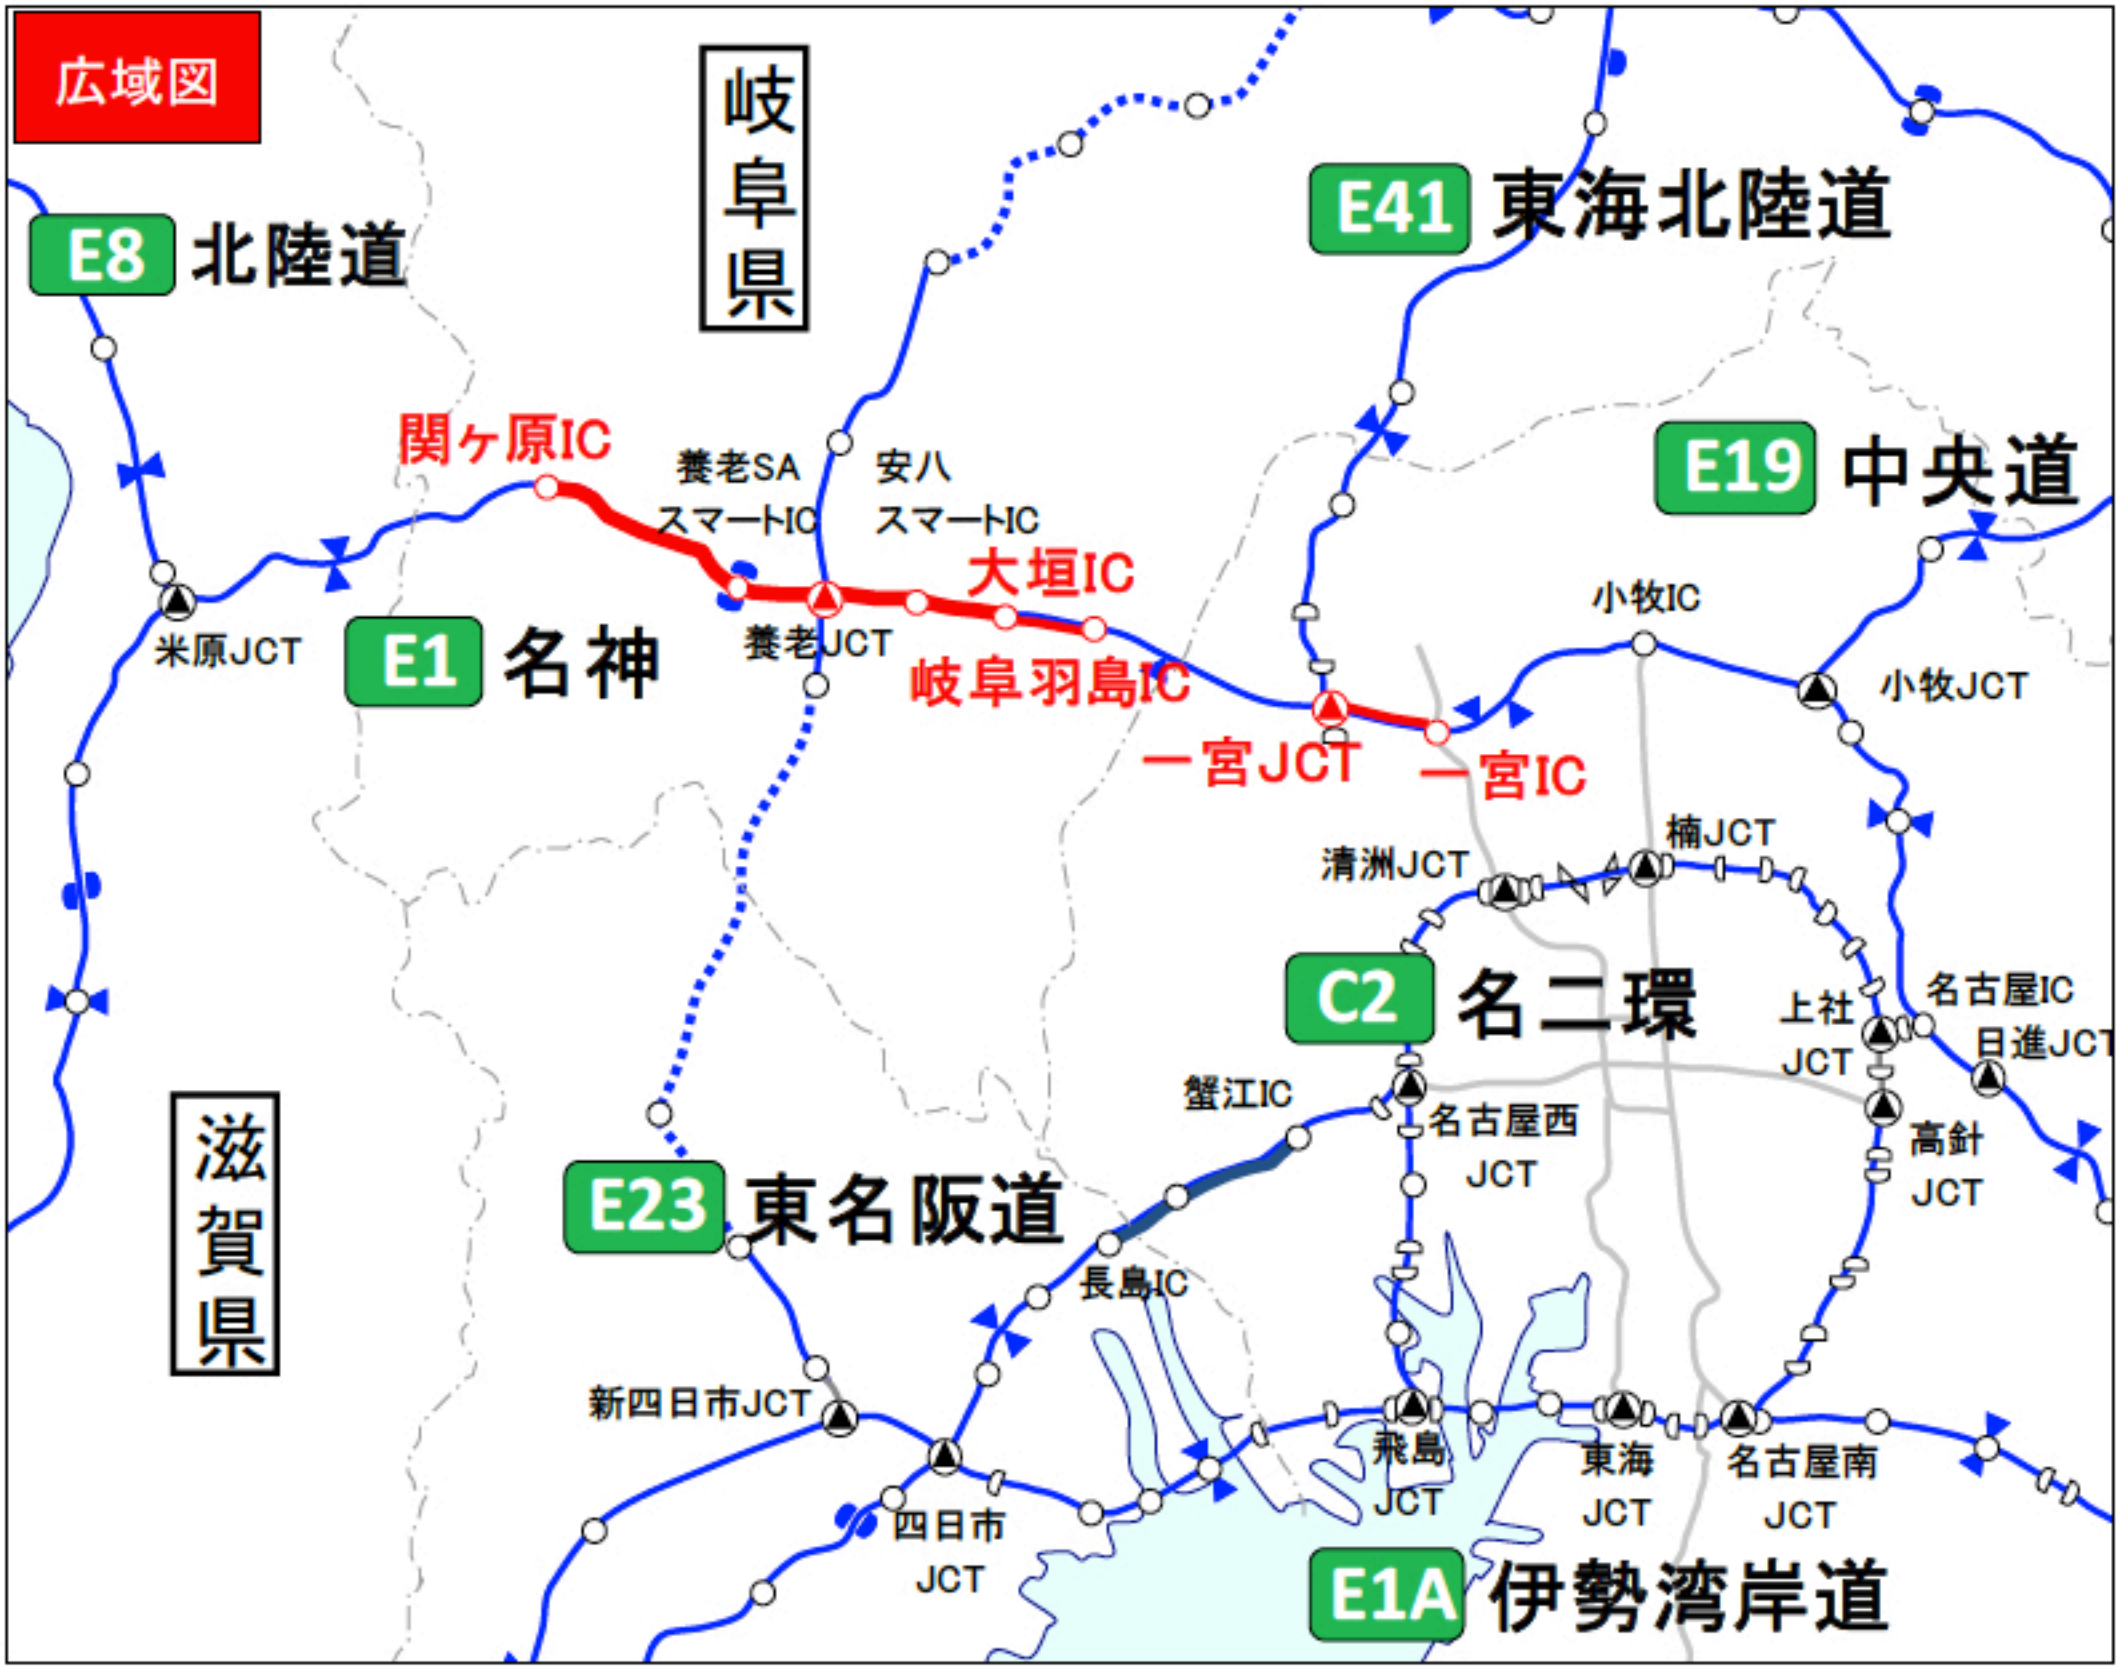 広域図
岐阜県
E8 北陸道
E41 東海北陸道
E19 中央道
関ヶ原IC
養老SA
スマートIC
安八
スマートIC
大垣IC
小牧IC
米原JCT
E1 名神
養老JCT
岐阜羽島IC
小牧JCT
一宮JCT
一宮IC
清洲JCT
楠JCT
C2 名二環
上社
JCT
名古屋IC
日進JCT
蟹江IC
名古屋西
JCT
高針
JCT
滋賀県
E23 東名阪道
長島IC
新四日市JCT
四日市
JCT
飛島
JCT
東海
JCT
名古屋南
JCT
E1A 伊勢湾岸道